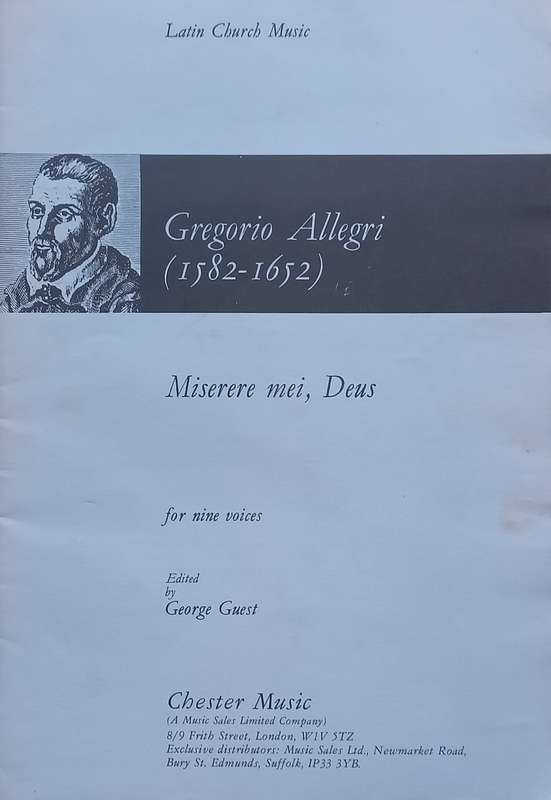 Latin Church Music
Gregorio Allegri
(1582-1652)
Miserere mei, Deus
for nine voices
Edited
by
George Guest
Chester Music
(A Music Sales Limited Company)
8/9 Frith Street, London, W1V 5TZ
Exclusive distributors: Music Sales Ltd., Newmarket Road,
Bury St. Edmunds, Suffolk, IP33 3YB.